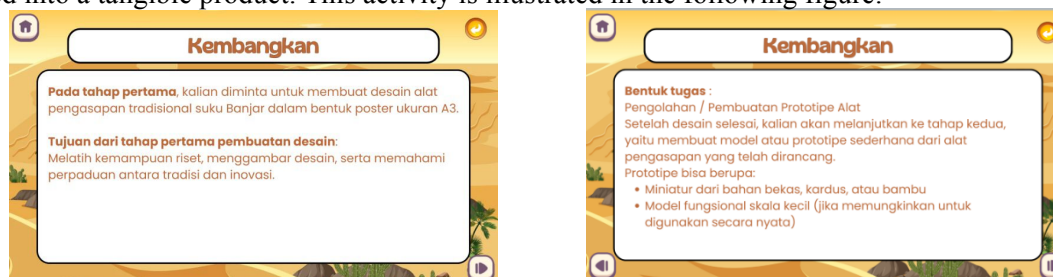 into a tangible product. This activity is illustrated in the following figure.
Kembangkan
Pada tahap pertama, kalian diminta untuk membuat desain alat
pengasapan tradisional suku Banjar dalam bentuk poster ukuran A3.
Tujuan dari tahap pertama pembuatan desain:
Melatih kemampuan riset, menggambar desain, serta memahami
perpaduan antara tradisi dan inovasi.
Kembangkan
Bentuk tugas :
Pengolahan / Pembuatan Prototipe Alat
Setelah desain selesai, kalian akan melanjutkan ke tahap kedua,
yaitu membuat model atau prototipe sederhana dari alat
pengasapan yang telah dirancang.
Prototipe bisa berupa:
• Miniatur dari bahan bekas, kardus, atau bambu
• Model fungsional skala kecil (jika memungkinkan untuk
digunakan secara nyata)